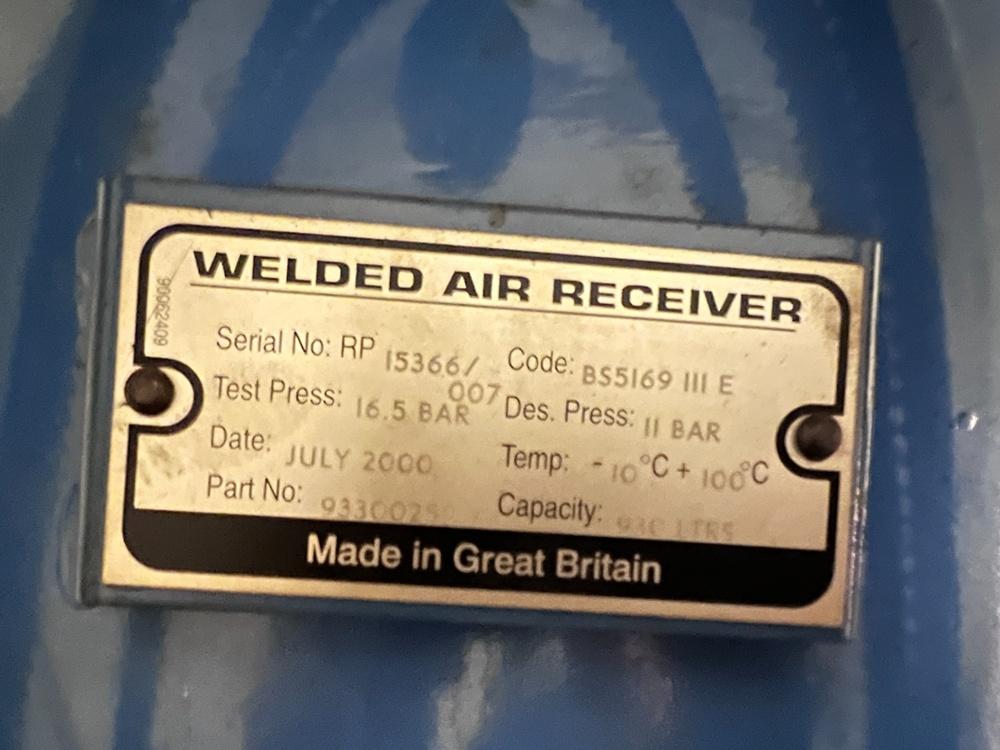 WELDED AIR RECEIVER
90062409
Serial No: RP 15366/ 007 Code: BS5169 III E
Test Press: 16.5 BAR Des. Press: 11 BAR
Date: JULY 2000 Temp: -10°C + 100°C
Part No: Capacity: LTRS
Made in Great Britain